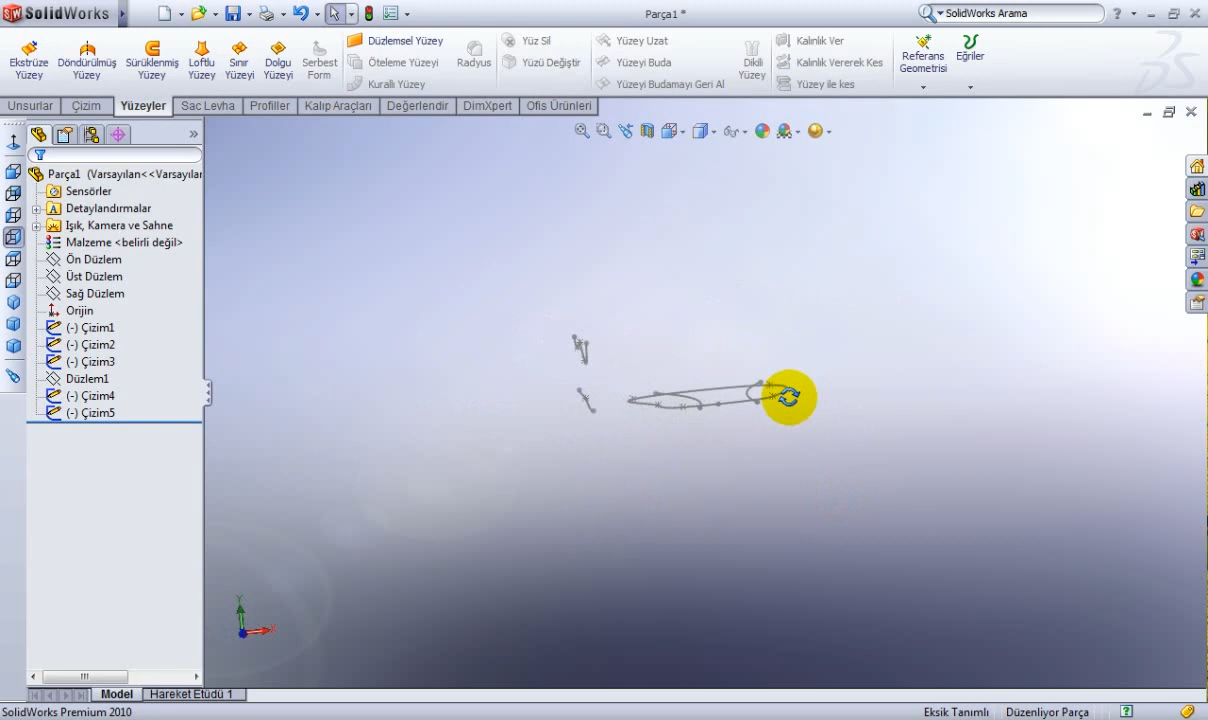 SolidWorks
Parça1 *
SolidWorks Arama
Ekstrüze Yüzey
Döndürülmüş Yüzey
Sürüklenmiş Yüzey
Loftlu Yüzey
Sınır Yüzeyi
Dolgu Yüzeyi
Serbest Form
Düzlemsel Yüzey
Öteleme Yüzeyi
Kurallı Yüzey
Radyus
Yüz Sil
Yüzü Değiştir
Yüzey Uzat
Yüzeyi Buda
Yüzeyi Budamayı Geri Al
Dikili Yüzey
Kalınlık Ver
Kalınlık Vererek Kes
Yüzey ile kes
Referans Geometrisi
Eğriler
Unsurlar
Çizim
Yüzeyler
Sac Levha
Profiller
Kalıp Araçları
Değerlendir
DimXpert
Ofis Ürünleri
Parça1 (Varsayılan<<Varsayılar
Sensörler
Detaylandırmalar
Işık, Kamera ve Sahne
Malzeme <belirli değil>
Ön Düzlem
Üst Düzlem
Sağ Düzlem
Orijin
(-) Çizim1
(-) Çizim2
(-) Çizim3
Düzlem1
(-) Çizim4
(-) Çizim5
Y
X
Model
Hareket Etüdü 1
SolidWorks Premium 2010
Eksik Tanımlı
Düzenliyor Parça